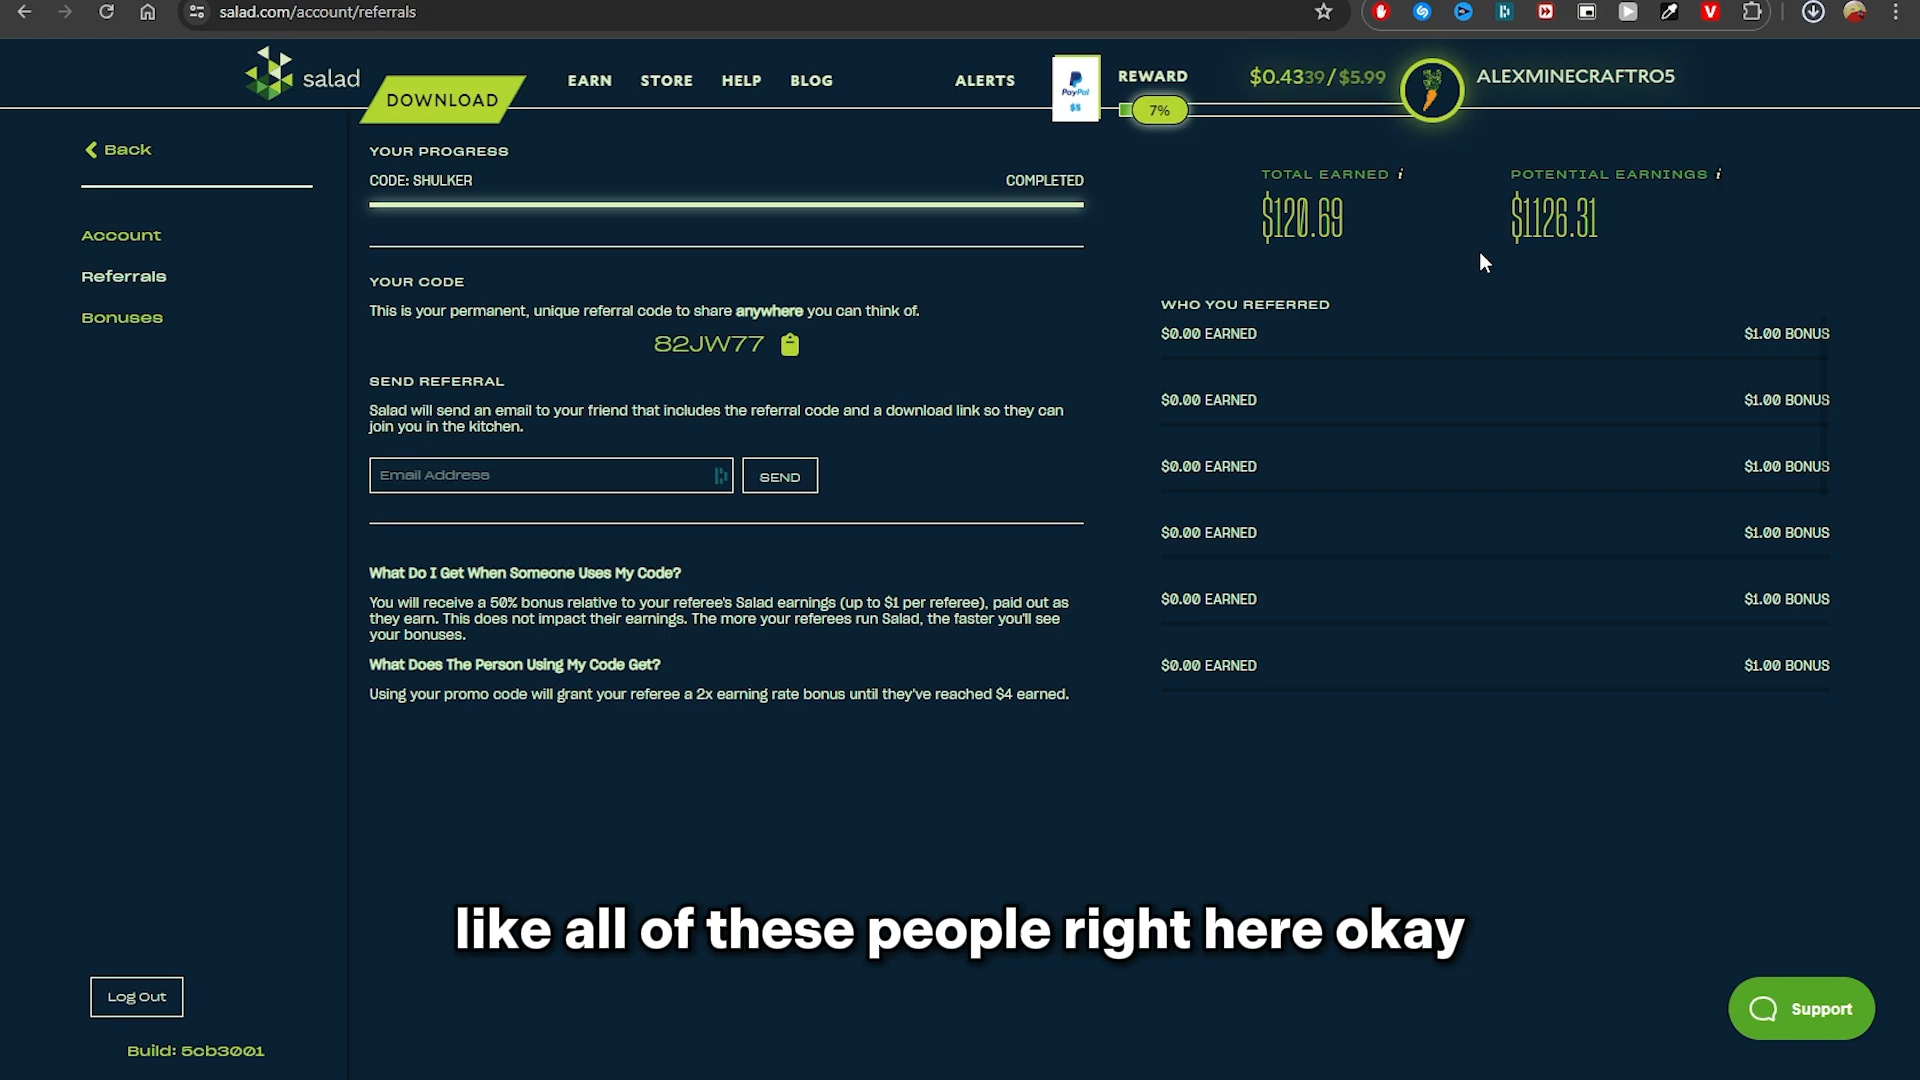 salad.com/account/referrals
salad
DOWNLOAD
EARN
STORE
HELP
BLOG
ALERTS
PayPal
$5
REWARD
7%
$0.4339/$5.99
ALEXMINECRAFTRO5
Back
Account
Referrals
Bonuses
YOUR PROGRESS
CODE: SHULKER
COMPLETED
YOUR CODE
This is your permanent, unique referral code to share anywhere you can think of.
82JW77
SEND REFERRAL
Salad will send an email to your friend that includes the referral code and a download link so they can
join you in the kitchen.
Email Address
SEND
What Do I Get When Someone Uses My Code?
You will receive a 50% bonus relative to your referee's Salad earnings (up to $1 per referee), paid out as
they earn. This does not impact their earnings. The more your referees run Salad, the faster you'll see
your bonuses.
What Does The Person Using My Code Get?
Using your promo code will grant your referee a 2x earning rate bonus until they've reached $4 earned.
TOTAL EARNED i
$120.69
POTENTIAL EARNINGS i
$1126.31
WHO YOU REFERRED
$0.00 EARNED $1.00 BONUS
$0.00 EARNED $1.00 BONUS
$0.00 EARNED $1.00 BONUS
$0.00 EARNED $1.00 BONUS
$0.00 EARNED $1.00 BONUS
$0.00 EARNED $1.00 BONUS
like all of these people right here okay
Log Out
Build: 5cb3001
Support